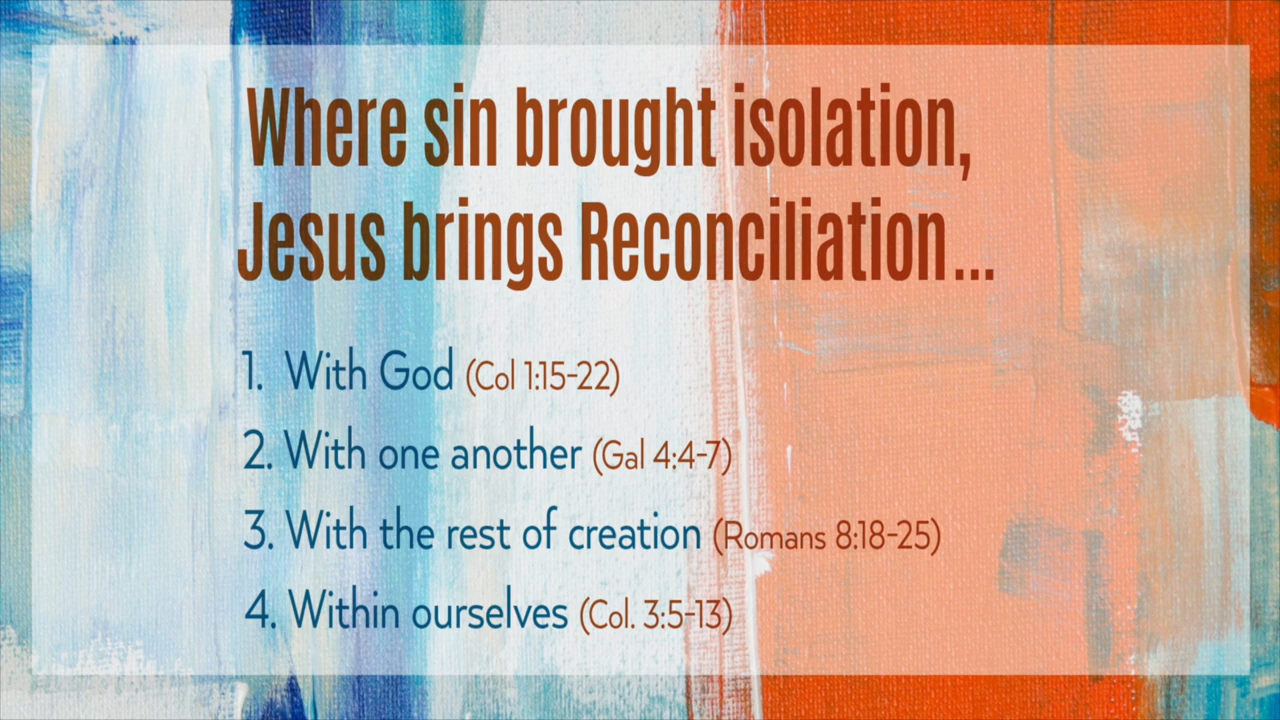 Where sin brought isolation,
Jesus brings Reconciliation...
1. With God (Col 1:15-22)
2. With one another (Gal 4:4-7)
3. With the rest of creation (Romans 8:18-25)
4. Within ourselves (Col. 3:5-13)